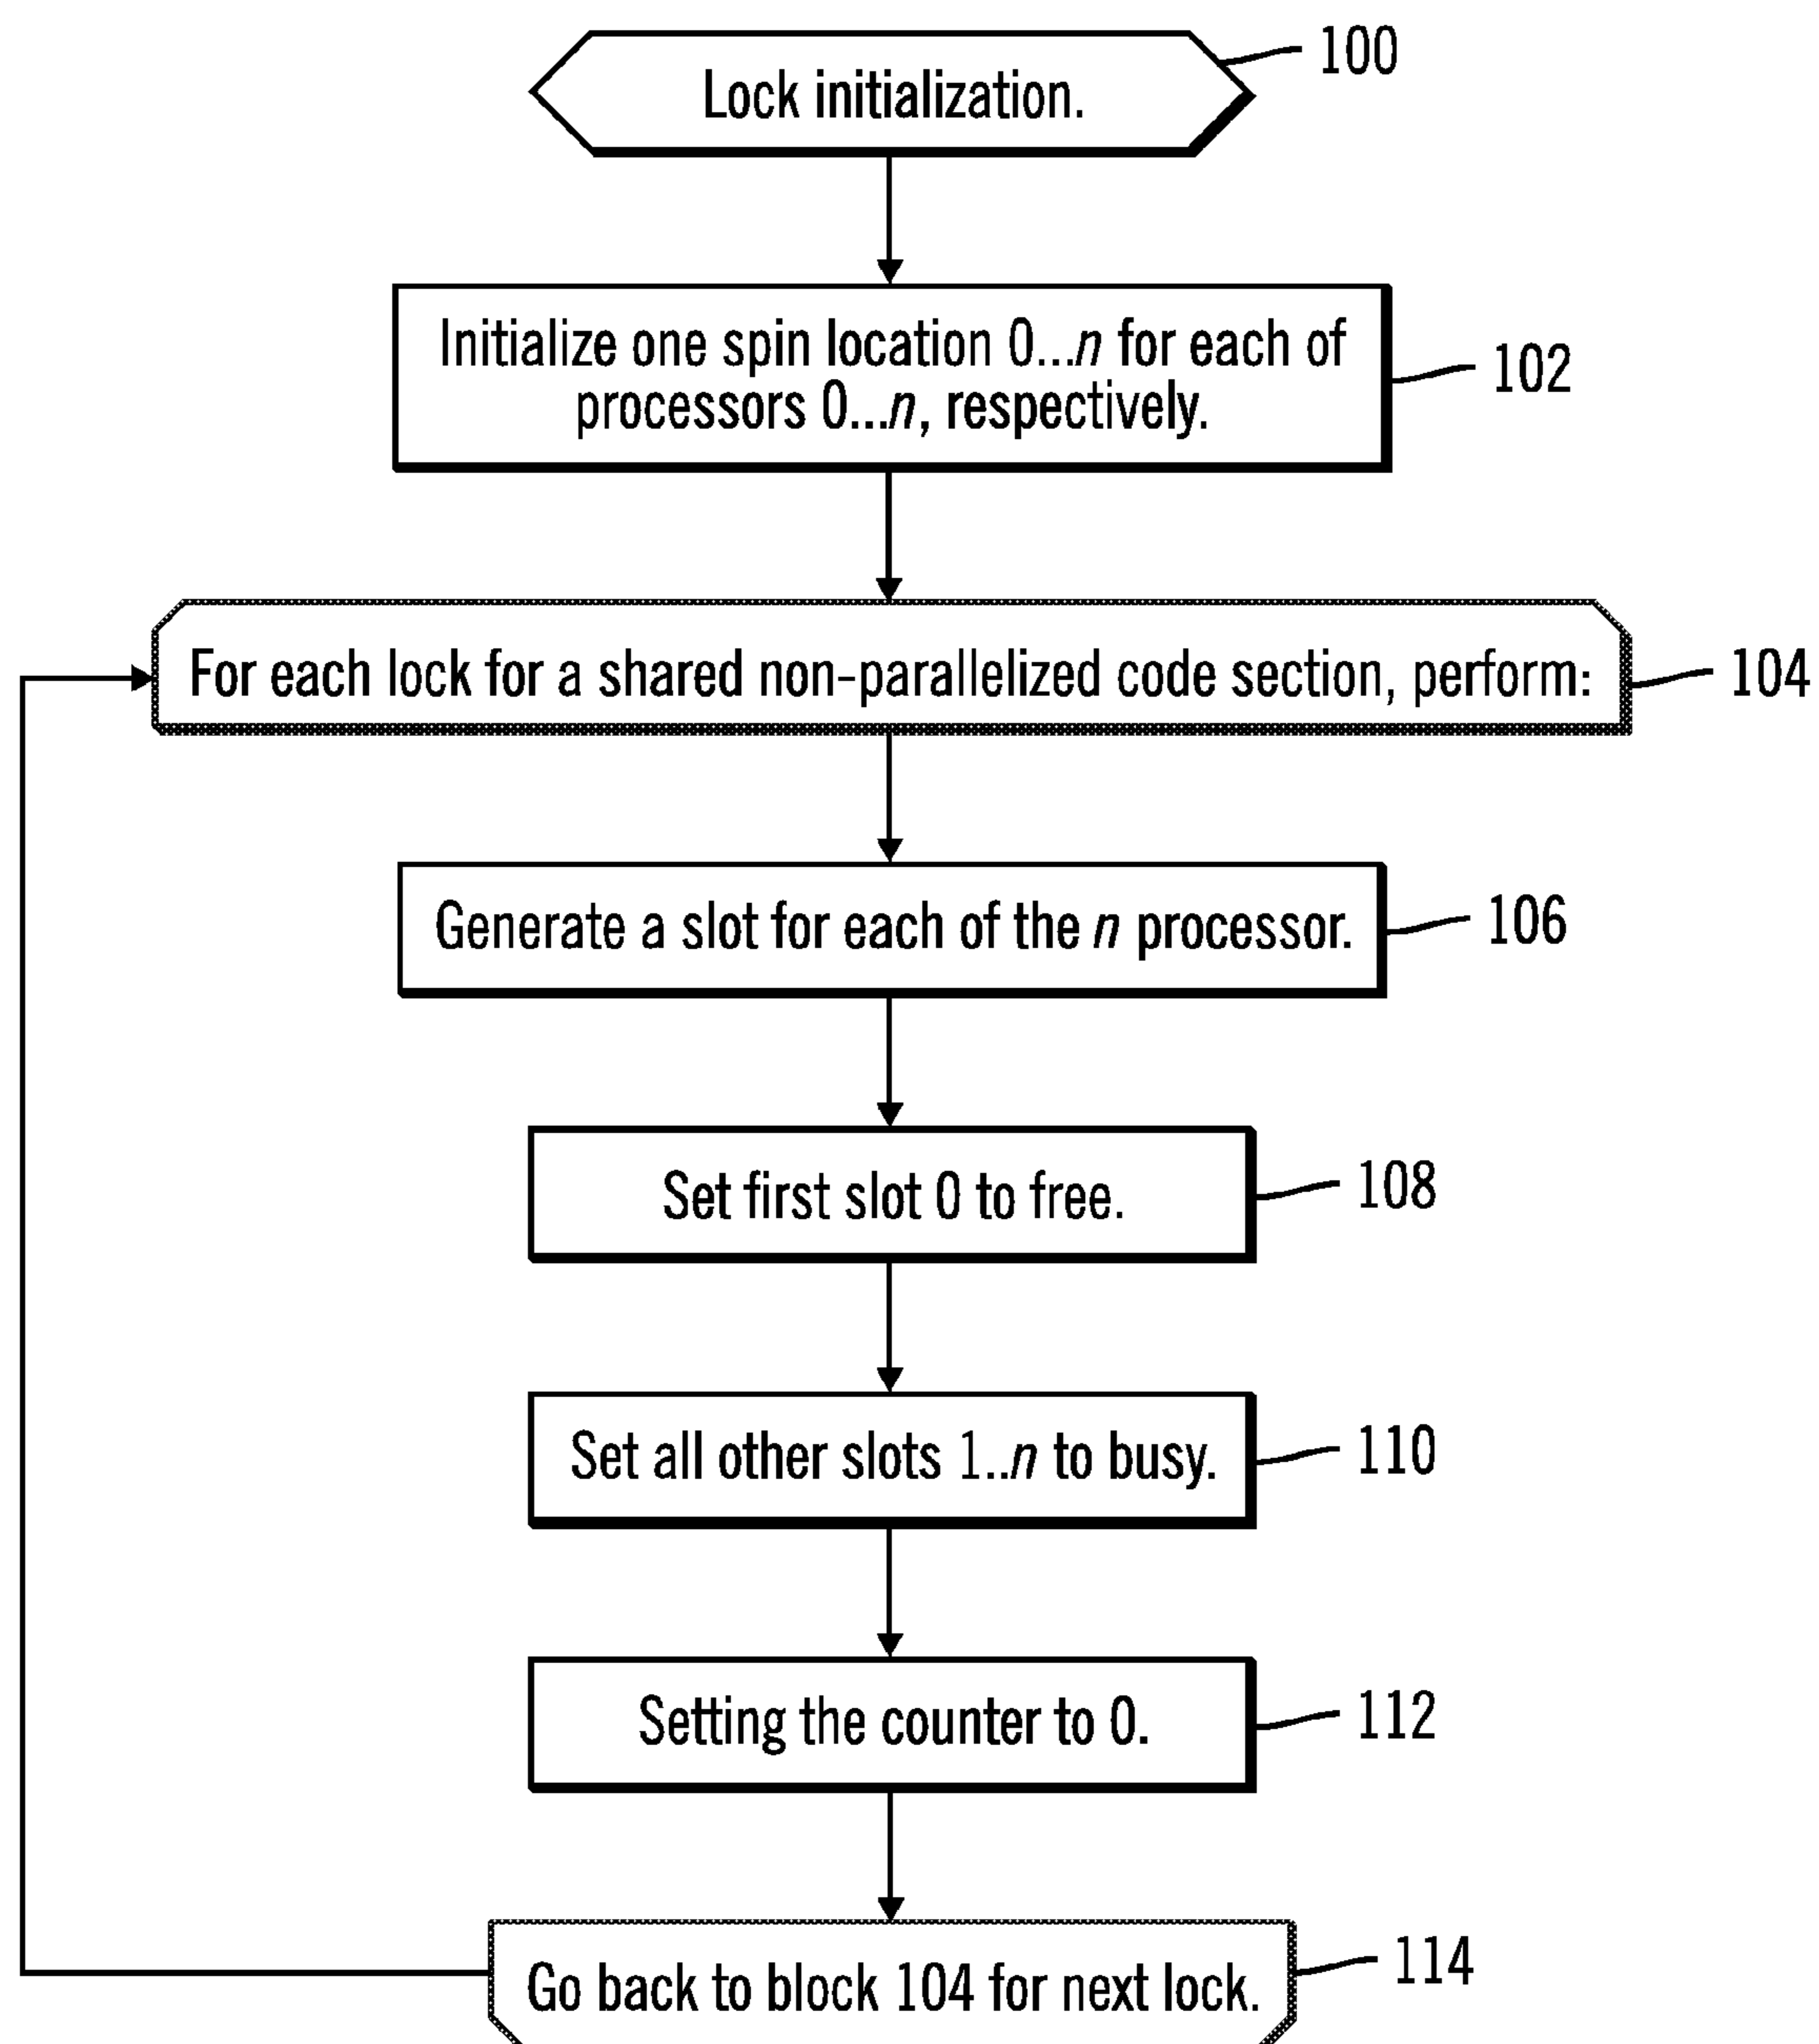 Lock initialization.
100
Initialize one spin location 0...n for each of
processors 0...n, respectively.
102
For each lock for a shared non-parallelized code section, perform:
104
Generate a slot for each of the n processor.
106
Set first slot 0 to free.
108
Set all other slots 1..n to busy.
110
Setting the counter to 0.
112
Go back to block 104 for next lock.
114